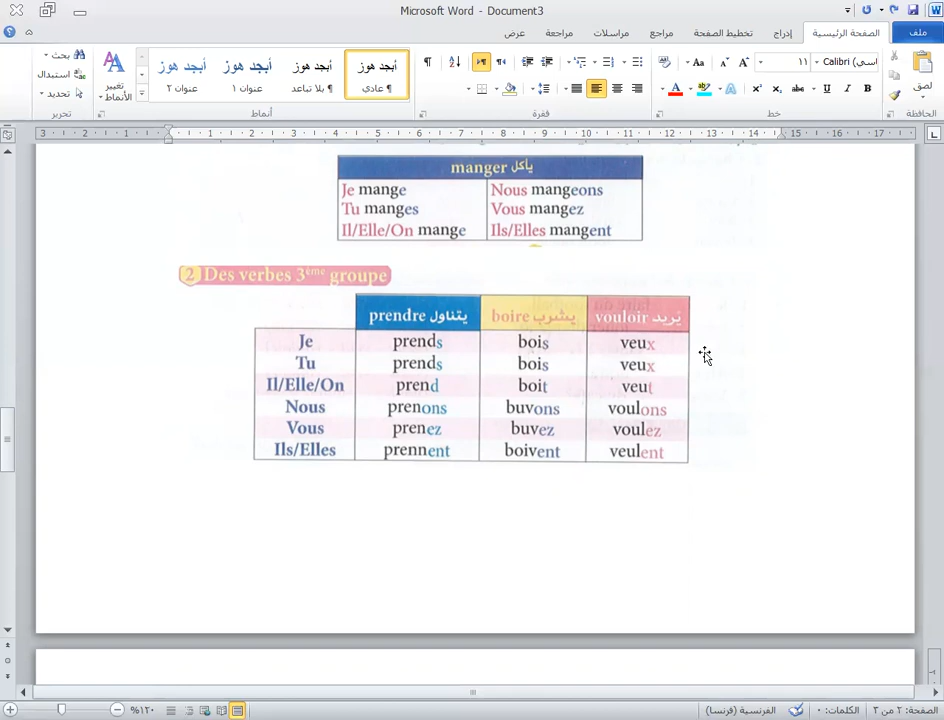 Microsoft Word - Document3
ملف
الصفحة الرئيسية
إدراج
تخطيط الصفحة
مراجع
مراسلات
مراجعة
عرض
لصق
الحافظة
Calibri
١١
خط
فقرة
أبجد هوز
أبجد هوز
أبجد هوز
أبجد هوز
¶ عادي
¶ بلا تباعد
عنوان ١
عنوان ٢
تغيير الأنماط
أنماط
بحث
استبدال
تحديد
تحرير
manger يأكل
Je mange Nous mangeons
Tu manges Vous mangez
Il/Elle/On mange Ils/Elles mangent
2 Des verbes 3ème groupe
prendre يتناول boire يشرب vouloir يُريد
Je prends bois veux
Tu prends bois veux
Il/Elle/On prend boit veut
Nous prenons buvons voulons
Vous prenez buvez voulez
Ils/Elles prennent boivent veulent
الصفحة: ٢ من ٣
الكلمات: ٠
الفرنسية (فرنسا)
١٢٠%